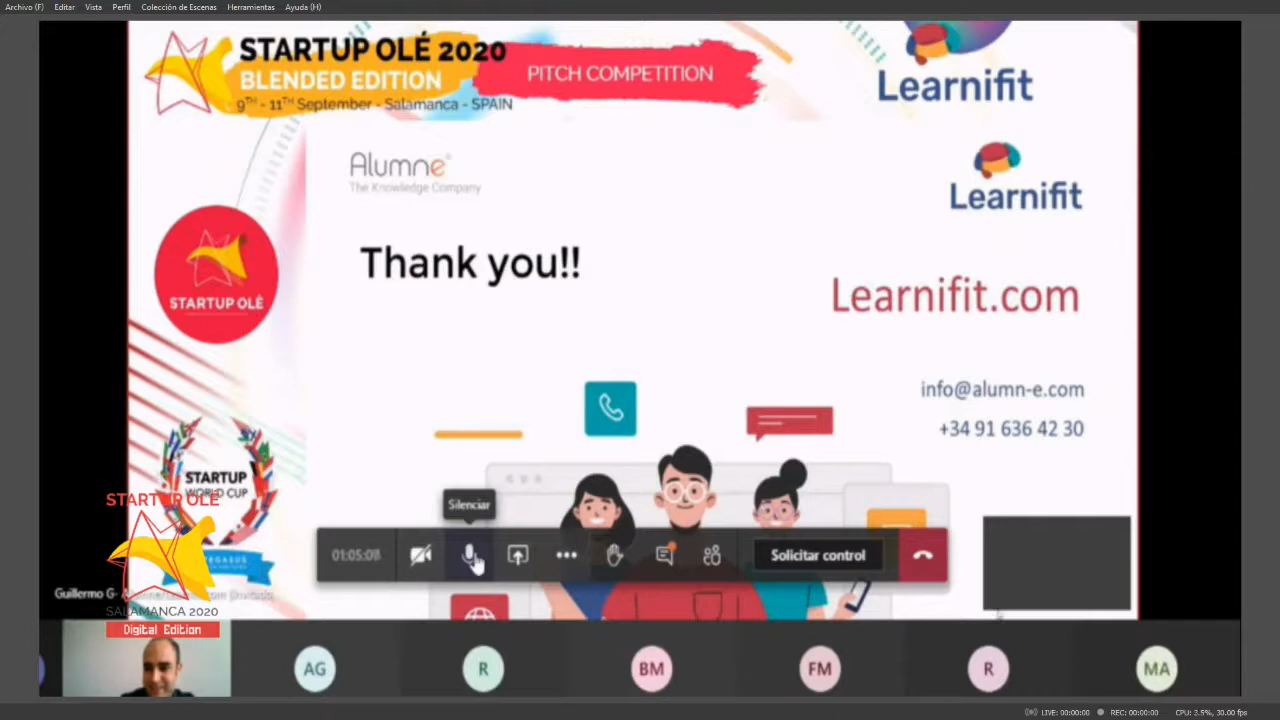 Archivo (F) Editar Vista Perfil Colección de Escenas Herramientas Ayuda (H)
STARTUP OLÉ 2020
BLENDED EDITION
9TH - 11TH September - Salamanca - SPAIN
PITCH COMPETITION
Learnifit
Alumne
The Knowledge Company
Learnifit
Thank you!!
Learnifit.com
STARTUP OLÉ
info@alumn-e.com
+34 91 636 42 30
STARTUP
WORLD CUP
STARTUP OLÉ
Silenciar
01:05:08
Solicitar control
PEGASUS
Guillermo G-
SALAMANCA 2020
Digital Edition
AG R BM FM R MA
LIVE: 00:00:00 REC: 00:00:00 CPU: 2.5%, 30.00 fps